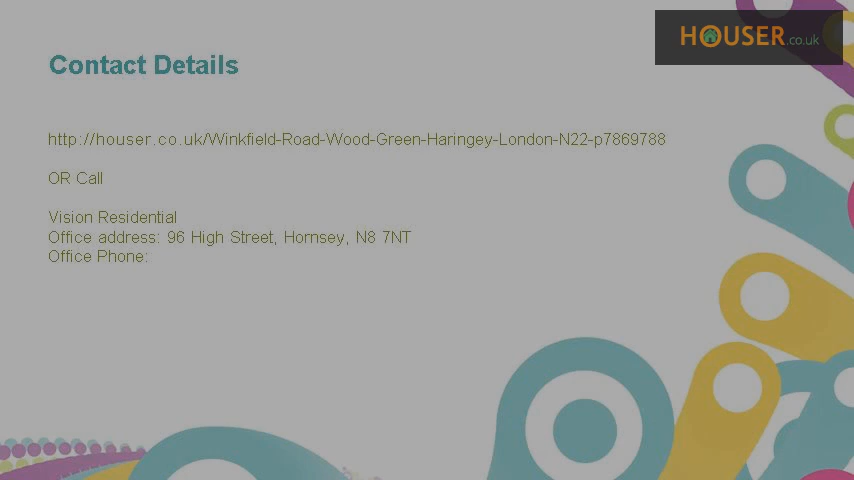 HOUSER.co.uk
Contact Details
http://houser.co.uk/Winkfield-Road-Wood-Green-Haringey-London-N22-p7869788
OR Call
Vision Residential
Office address: 96 High Street, Hornsey, N8 7NT
Office Phone: